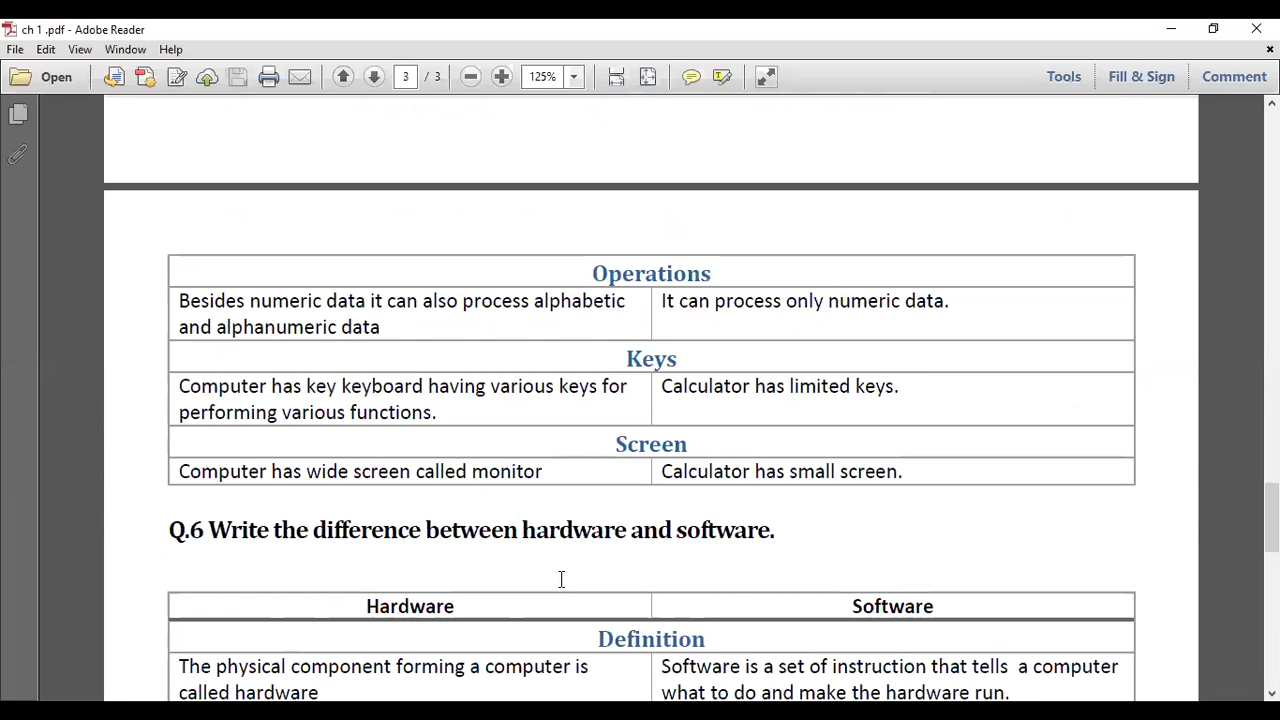 ch 1 .pdf - Adobe Reader
File Edit View Window Help
Open 3 / 3 125% Tools Fill & Sign Comment
Operations
Besides numeric data it can also process alphabetic It can process only numeric data.
and alphanumeric data
Keys
Computer has key keyboard having various keys for Calculator has limited keys.
performing various functions.
Screen
Computer has wide screen called monitor Calculator has small screen.
Q.6 Write the difference between hardware and software.
Hardware Software
Definition
The physical component forming a computer is Software is a set of instruction that tells a computer
called hardware what to do and make the hardware run.